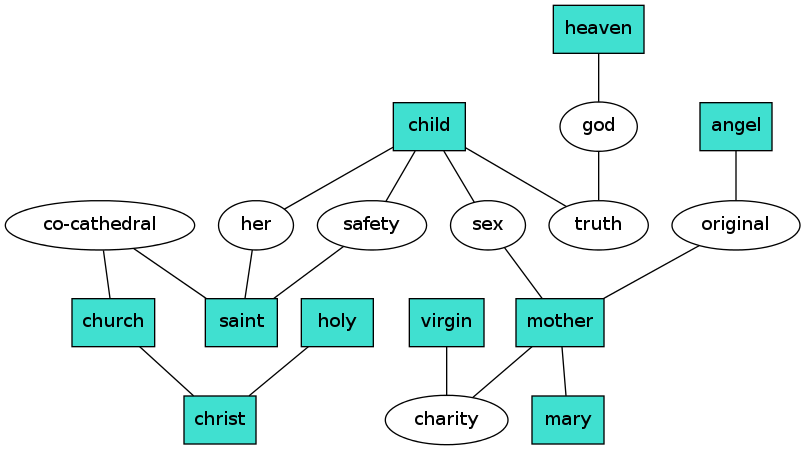 heaven
child
god
angel
co-cathedral
her
safety
sex
truth
original
church
saint
holy
virgin
mother
christ
charity
mary